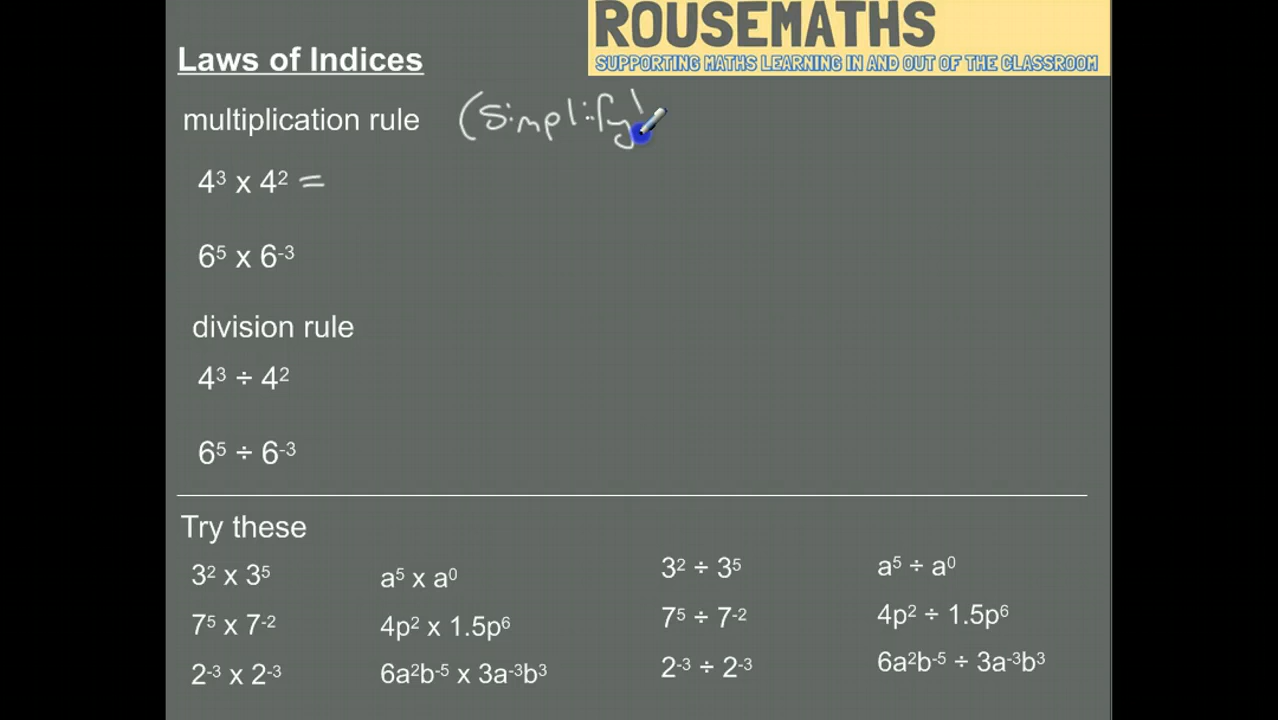 ROUSEMATHS
SUPPORTING MATHS LEARNING IN AND OUT OF THE CLASSROOM
Laws of Indices
multiplication rule (simplify)
4³ x 4² =
6⁵ x 6⁻³
division rule
4³ ÷ 4²
6⁵ ÷ 6⁻³
Try these
3² x 3⁵ a⁵ x a⁰ 3² ÷ 3⁵ a⁵ ÷ a⁰
7⁵ x 7⁻² 4p² x 1.5p⁶ 7⁵ ÷ 7⁻² 4p² ÷ 1.5p⁶
2⁻³ x 2⁻³ 6a²b⁻⁵ x 3a⁻³b³ 2⁻³ ÷ 2⁻³ 6a²b⁻⁵ ÷ 3a⁻³b³